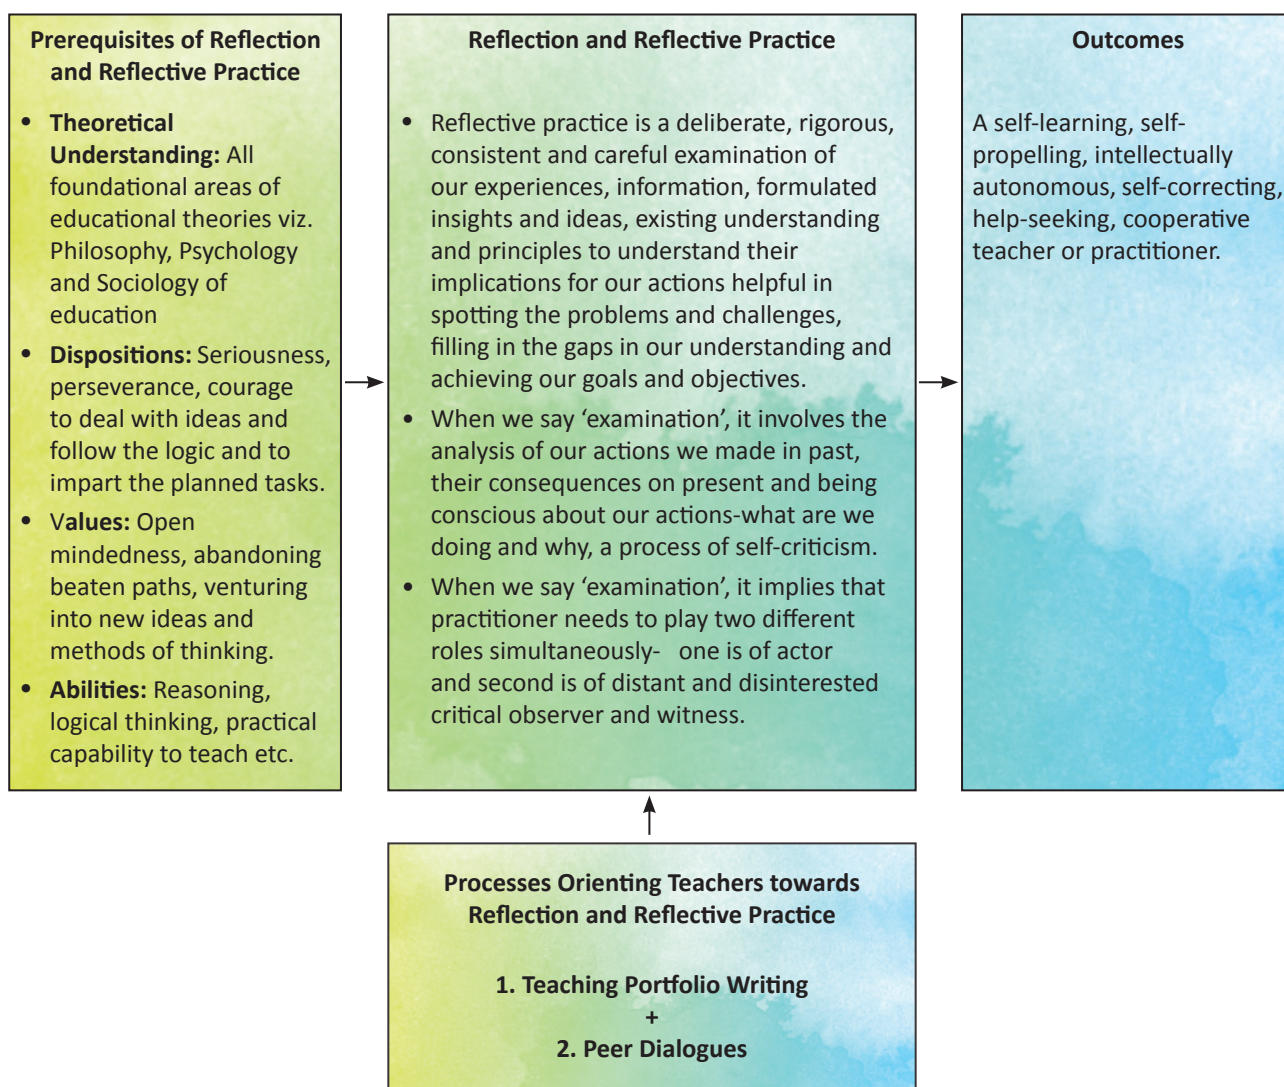 Prerequisites of Reflection
and Reflective Practice
• Theoretical
Understanding: All
foundational areas of
educational theories viz.
Philosophy, Psychology
and Sociology of
education
• Dispositions: Seriousness,
perseverance, courage
to deal with ideas and
follow the logic and to
impart the planned tasks.
• Values: Open
mindedness, abandoning
beaten paths, venturing
into new ideas and
methods of thinking.
• Abilities: Reasoning,
logical thinking, practical
capability to teach etc.
Reflection and Reflective Practice
• Reflective practice is a deliberate, rigorous,
consistent and careful examination of
our experiences, information, formulated
insights and ideas, existing understanding
and principles to understand their
implications for our actions helpful in
spotting the problems and challenges,
filling in the gaps in our understanding and
achieving our goals and objectives.
• When we say ‘examination’, it involves the
analysis of our actions we made in past,
their consequences on present and being
conscious about our actions-what are we
doing and why, a process of self-criticism.
• When we say ‘examination’, it implies that
practitioner needs to play two different
roles simultaneously- one is of actor
and second is of distant and disinterested
critical observer and witness.
Outcomes
A self-learning, self-
propelling, intellectually
autonomous, self-correcting,
help-seeking, cooperative
teacher or practitioner.
Processes Orienting Teachers towards
Reflection and Reflective Practice
1. Teaching Portfolio Writing
+
2. Peer Dialogues